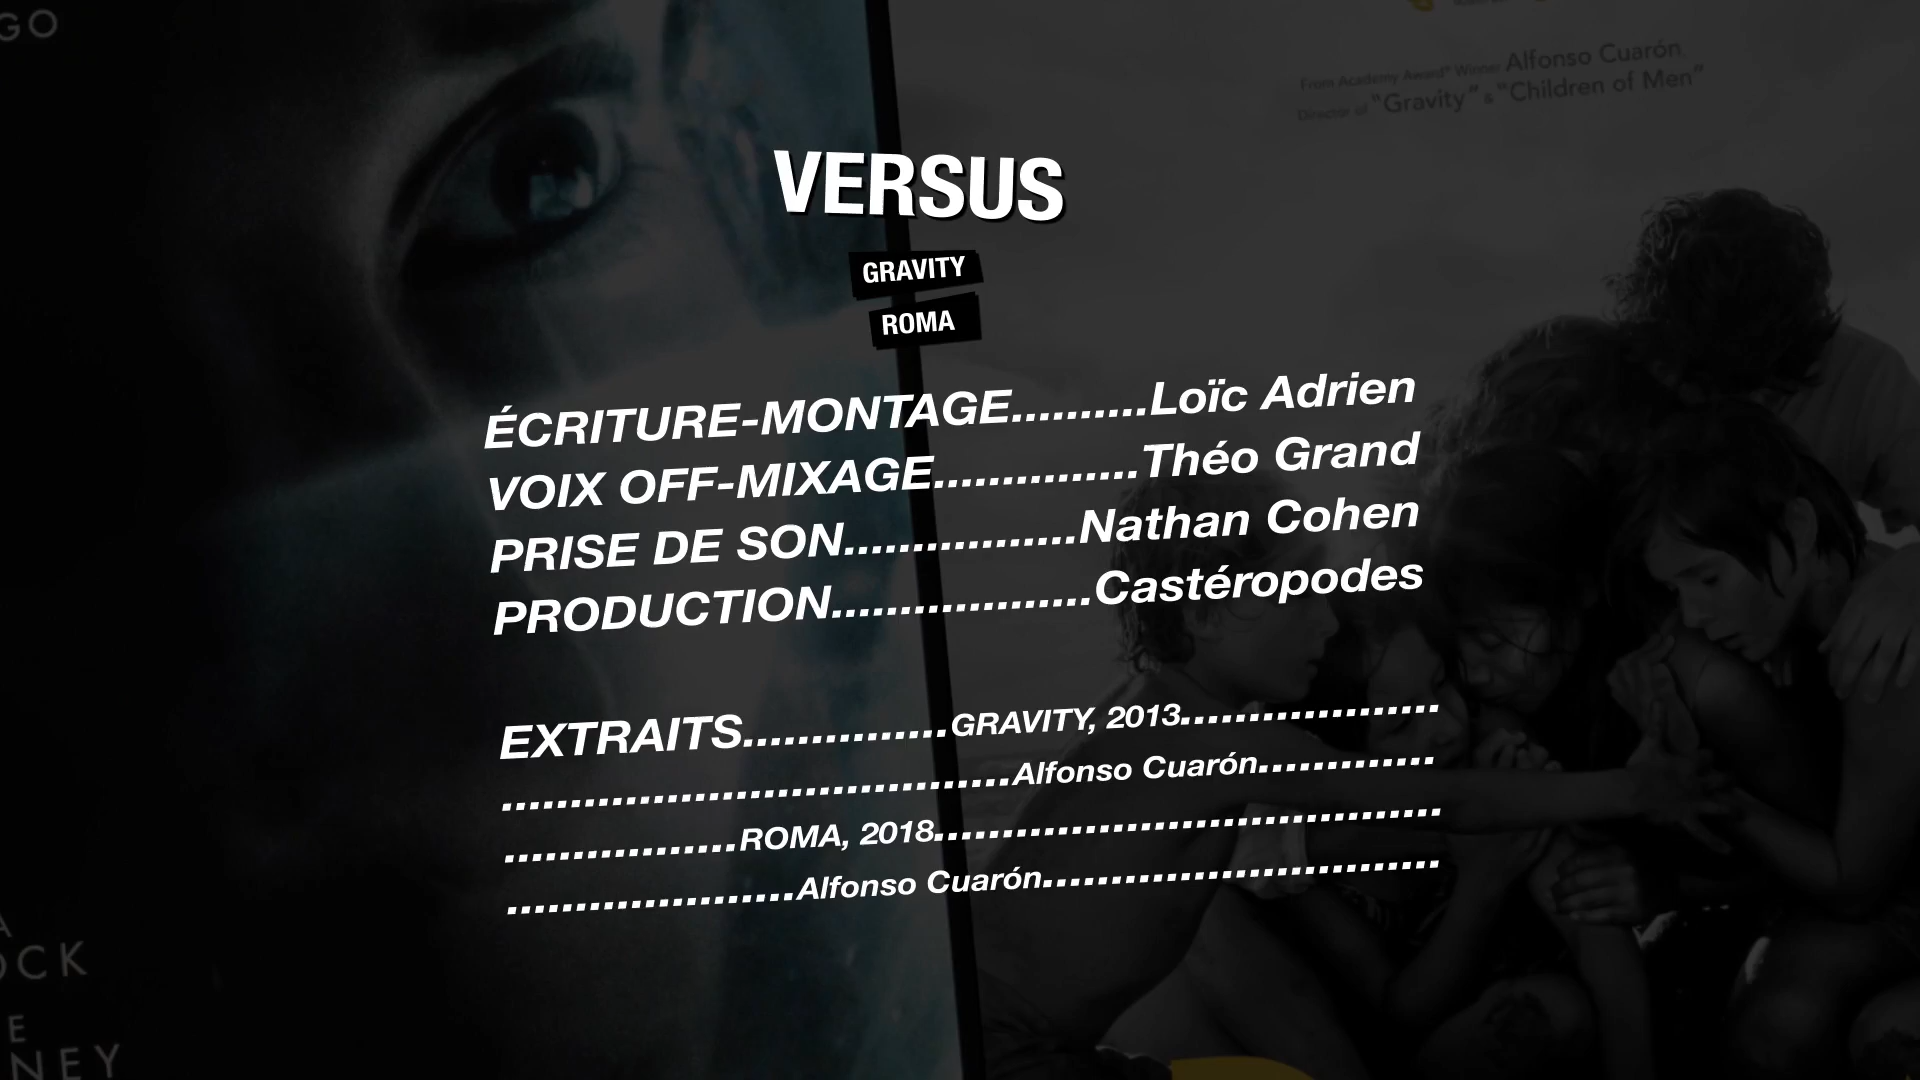 GO
From Academy Award® Winner Alfonso Cuarón
Director of "Gravity" & "Children of Men"
VERSUS
GRAVITY
ROMA
ÉCRITURE-MONTAGE..........Loïc Adrien
VOIX OFF-MIXAGE...............Théo Grand
PRISE DE SON.................Nathan Cohen
PRODUCTION...................Castéropodes
EXTRAITS...............GRAVITY, 2013...................
.....................................Alfonso Cuarón.............
.................ROMA, 2018.....................................
.....................Alfonso Cuarón.............................
A
OCK
E
NEY